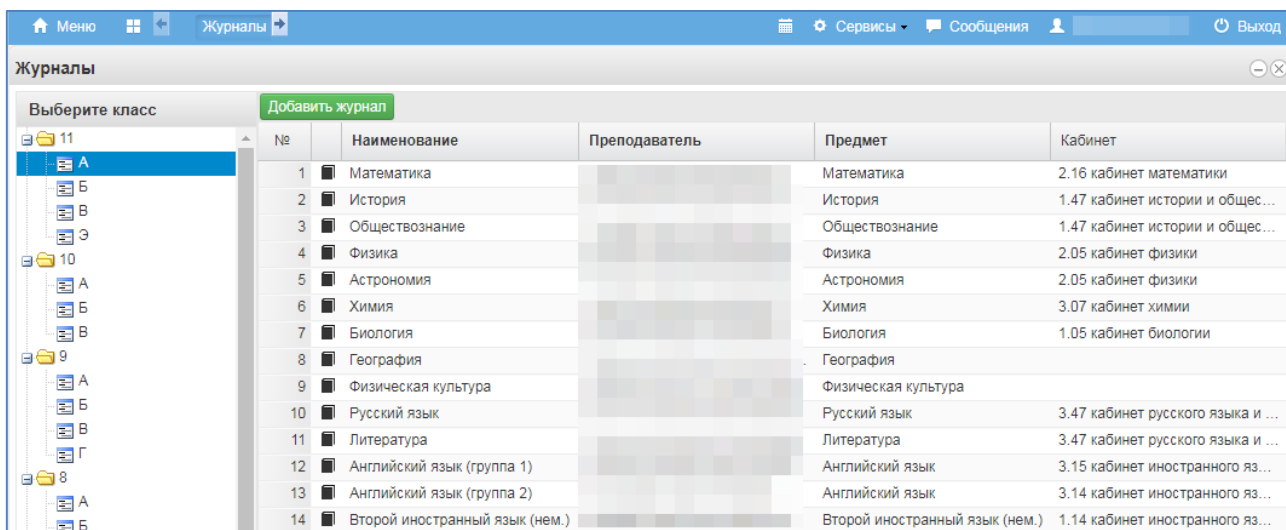 Меню Журналы Сервисы Сообщения Выход
Журналы
Выберите класс
11
А
Б
В
Э
10
А
Б
В
9
А
Б
В
Г
8
А
Б
Добавить журнал
№ Наименование Преподаватель Предмет Кабинет
1 Математика Математика 2.16 кабинет математики
2 История История 1.47 кабинет истории и общес...
3 Обществознание Обществознание 1.47 кабинет истории и общес...
4 Физика Физика 2.05 кабинет физики
5 Астрономия Астрономия 2.05 кабинет физики
6 Химия Химия 3.07 кабинет химии
7 Биология Биология 1.05 кабинет биологии
8 География География
9 Физическая культура Физическая культура
10 Русский язык Русский язык 3.47 кабинет русского языка и ...
11 Литература Литература 3.47 кабинет русского языка и ...
12 Английский язык (группа 1) Английский язык 3.15 кабинет иностранного яз...
13 Английский язык (группа 2) Английский язык 3.14 кабинет иностранного яз...
14 Второй иностранный язык (нем.) Второй иностранный язык (нем.) 1.14 кабинет иностранного яз...